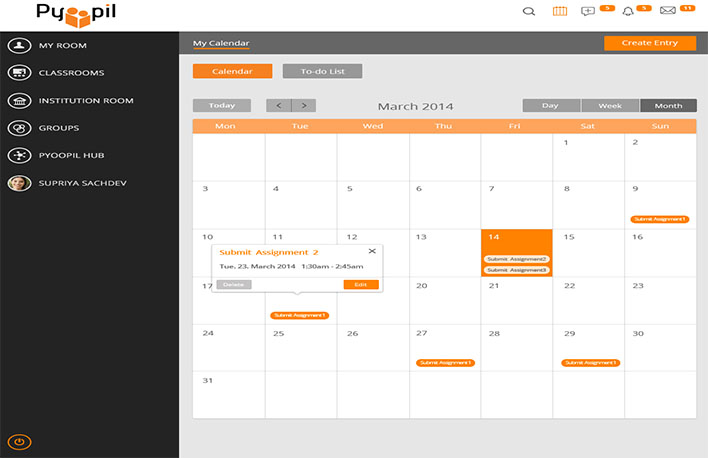 Pyoopil
5 5 11
MY ROOM
CLASSROOMS
INSTITUTION ROOM
GROUPS
PYOOPIL HUB
SUPRIYA SACHDEV
My Calendar
Create Entry
Calendar
To-do List
Today
< >
March 2014
Day Week Month
Mon Tue Wed Thu Fri Sat Sun
1 2
3 4 5 6 7 8 9
Submit Assignment1
10 11 12 13 14 15 16
Submit Assignment2
Submit Assignment3
Submit Assignment 2
Tue, 23, March 2014 1:30am - 2:45am
Delete Edit
17 20 21 22 23
Submit Assignment1
24 25 26 27 28 29 30
Submit Assignment1 Submit Assignment1
31